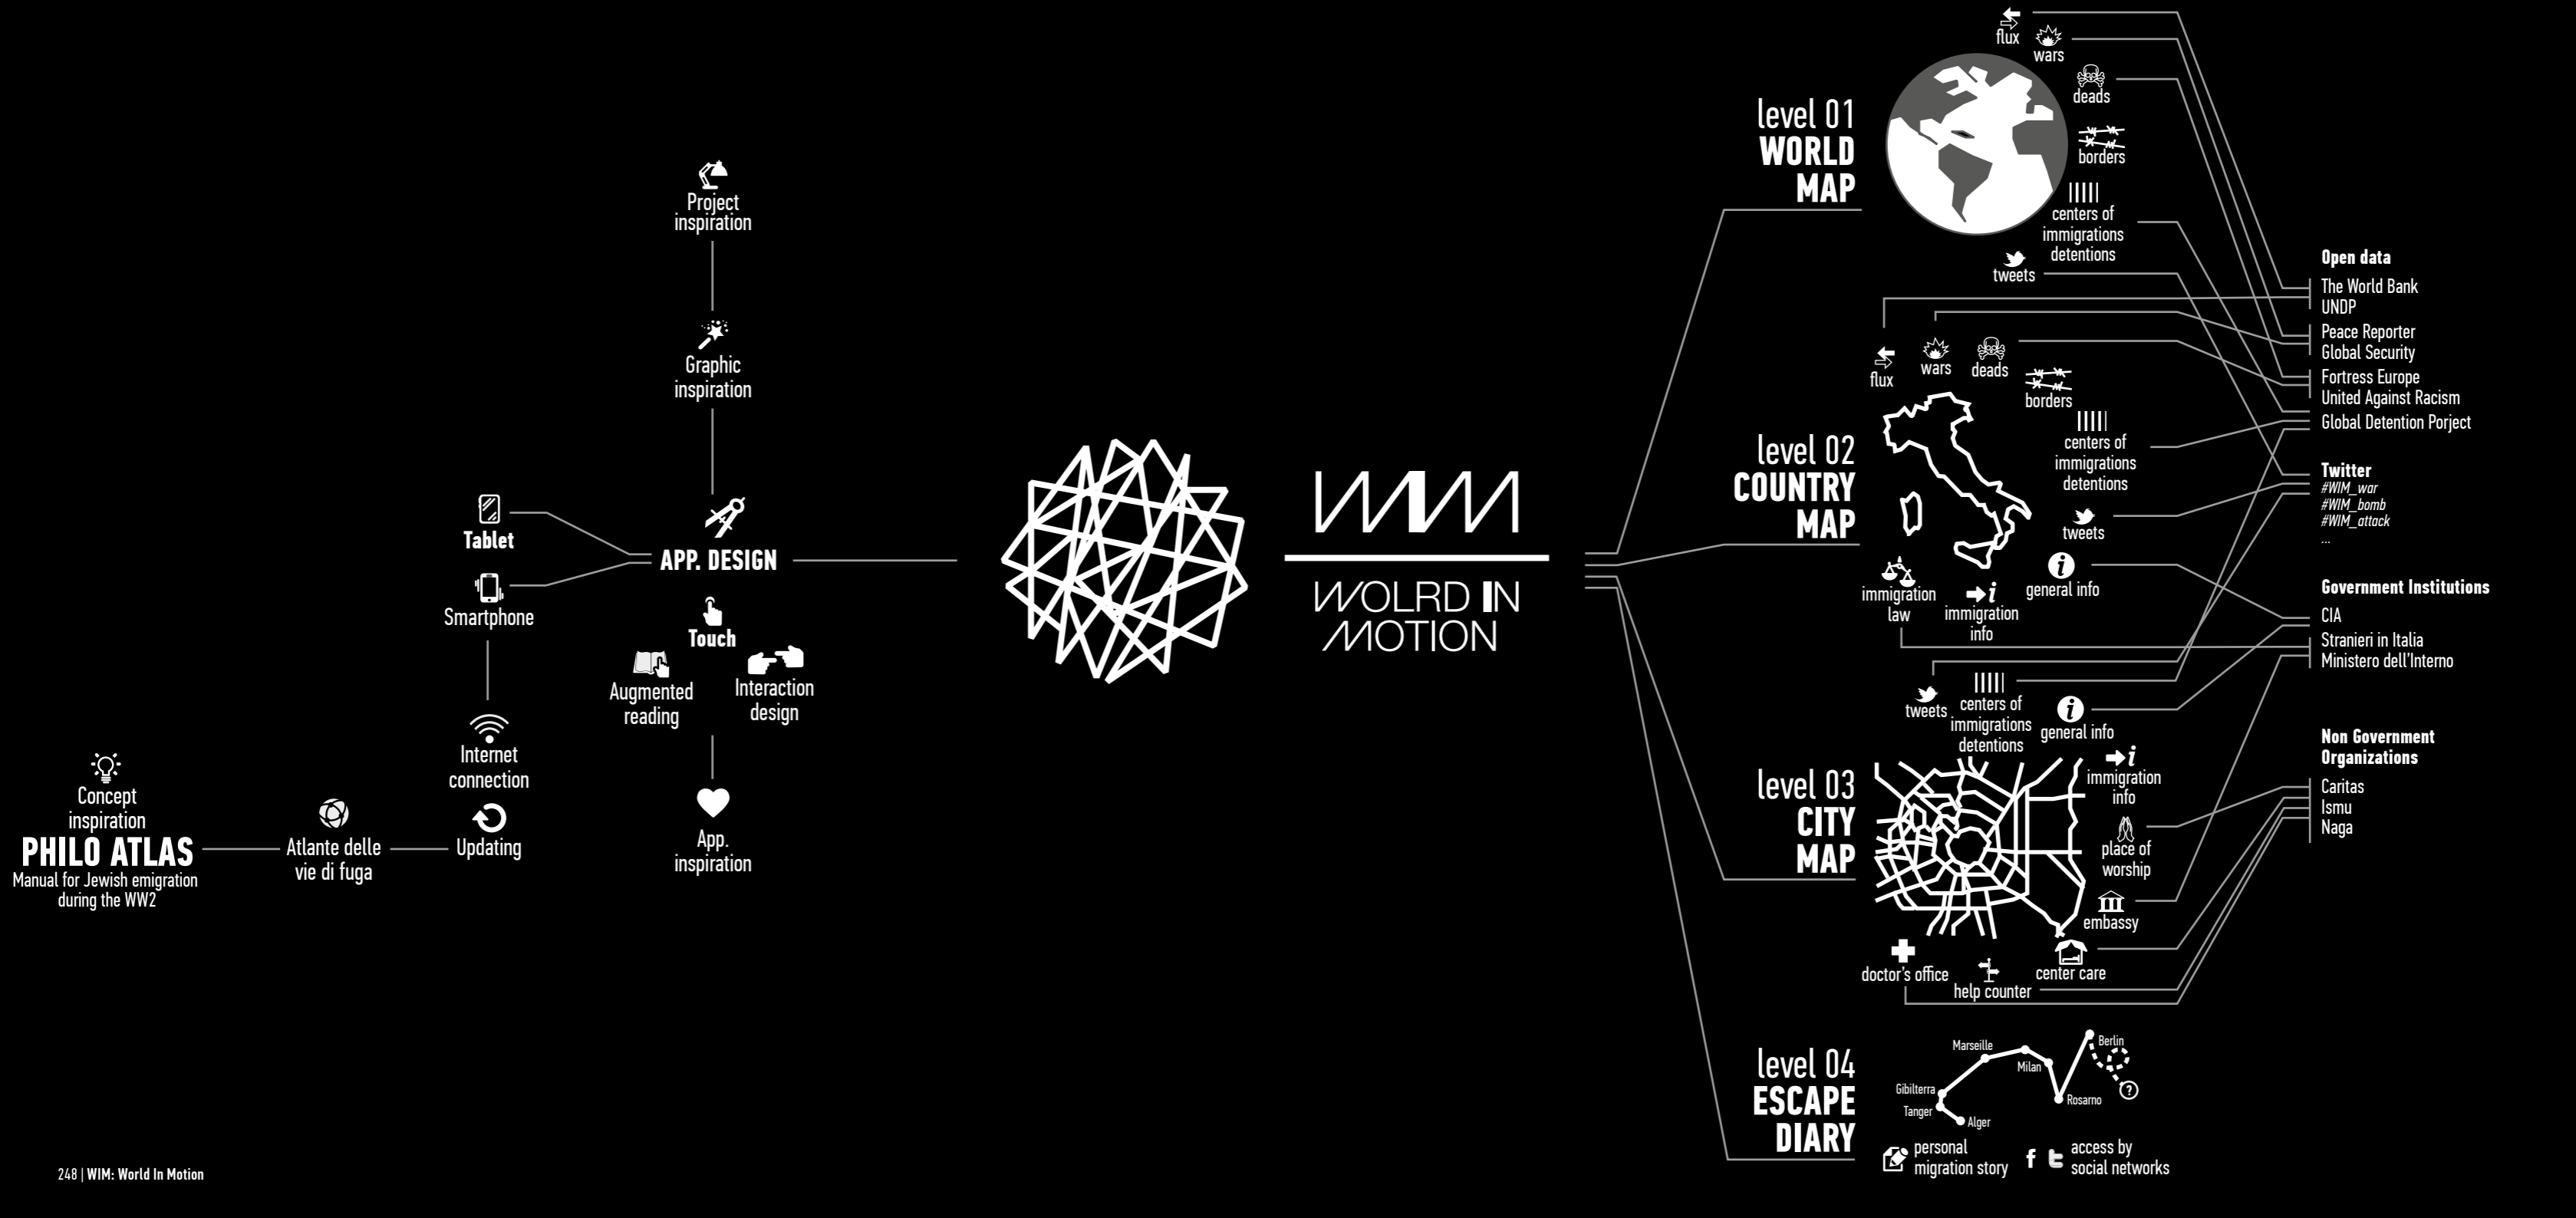 Project
inspiration
Graphic
inspiration
Tablet
APP. DESIGN
Smartphone
Touch
Augmented
reading
Interaction
design
Internet
connection
Concept
inspiration
PHILO ATLAS
Manual for Jewish emigration
during the WW2
Atlante delle
vie di fuga
Updating
App.
inspiration
WIM
WOLRD IN
MOTION
level 01
WORLD
MAP
flux
wars
deads
borders
centers of
immigrations
detentions
tweets
level 02
COUNTRY
MAP
flux
wars
deads
borders
centers of
immigrations
detentions
tweets
general info
immigration
info
immigration
law
level 03
CITY
MAP
tweets
centers of
immigrations
detentions
general info
immigration
info
place of
worship
embassy
center care
help counter
doctor's office
level 04
ESCAPE
DIARY
Marseille
Milan
Berlin
?
Gibilterra
Tanger
Alger
Rosarno
personal
migration story
f t
access by
social networks
Open data
The World Bank
UNDP
Peace Reporter
Global Security
Fortress Europe
United Against Racism
Global Detention Porject
Twitter
#WIM_war
#WIM_bomb
#WIM_attack
...
Government Institutions
CIA
Stranieri in Italia
Ministero dell'Interno
Non Government
Organizations
Caritas
Ismu
Naga
248 | WIM: World In Motion